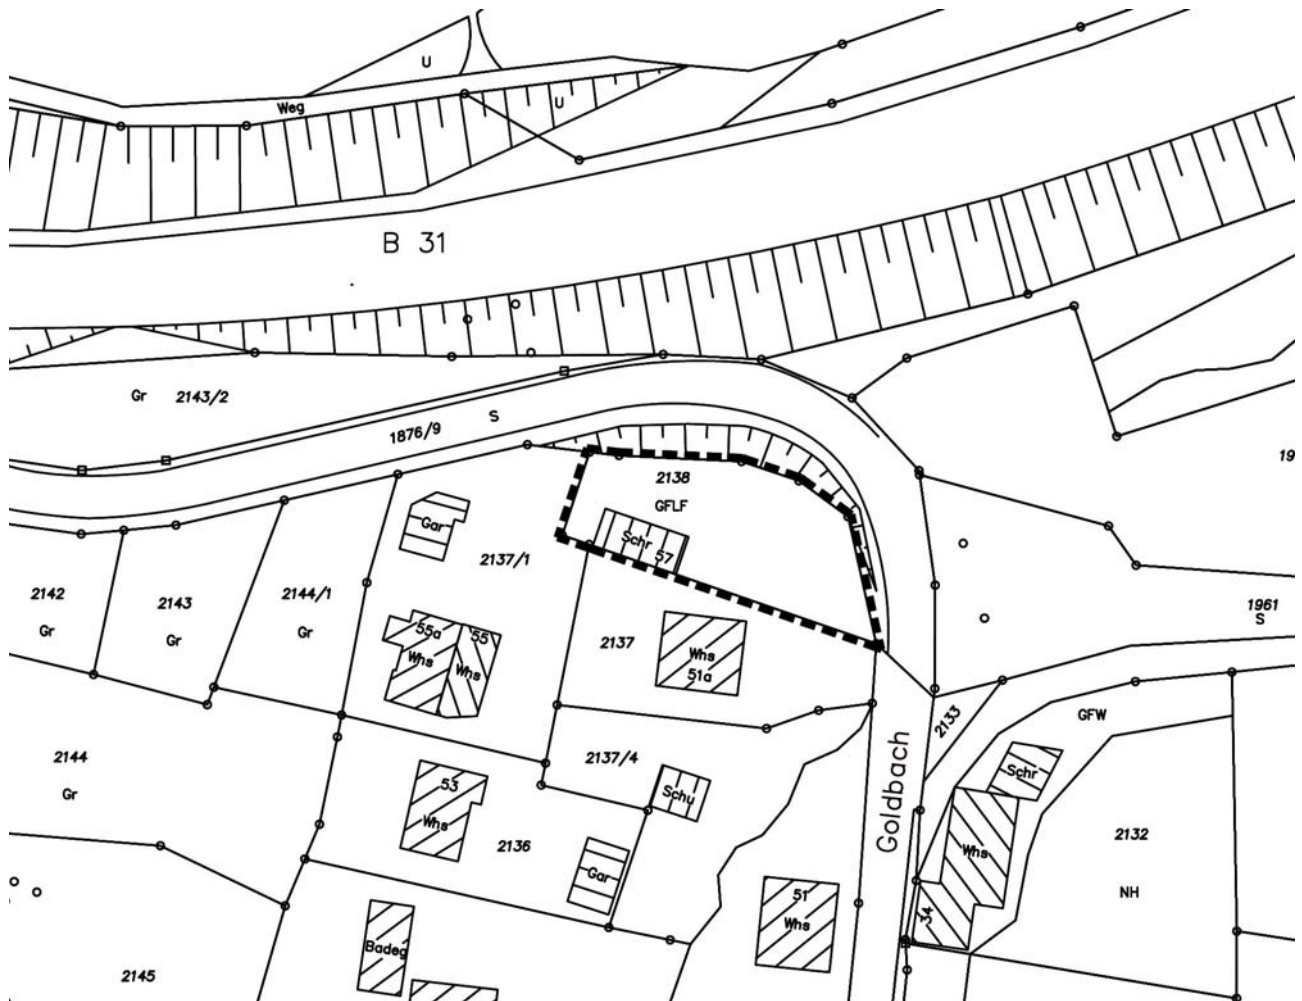 U
Weg
U
B 31
Gr 2143/2
S
1876/9
2138
GFLF
19
Gar
Schr
57
2137/1
2142
Gr
2143
Gr
2144/1
Gr
1961
S
55a
55
Whs
Whs
2137
Whs
51a
2133
GFW
2144
Gr
53
Whs
2137/4
Schu
Goldbach
Schr
2136
Gar
Whs
2132
NH
51
Whs
34
Badeg
2145